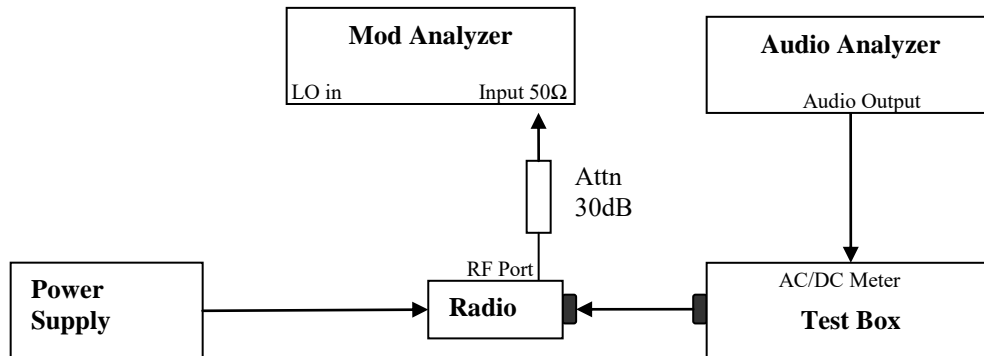 Mod Analyzer
LO in
Input 50Ω
Audio Analyzer
Audio Output
Attn
30dB
RF Port
Power
Supply
Radio
AC/DC Meter
Test Box